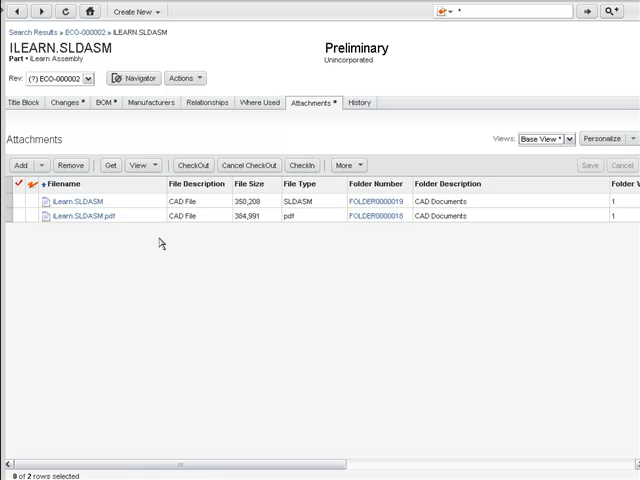 Create New
*
Search Results » ECO-000002 » ILEARN.SLDASM
ILEARN.SLDASM
Preliminary
Part • iLearn Assembly
Unincorporated
Rev: (?) ECO-000002 Navigator Actions
Title Block Changes * BOM * Manufacturers Relationships Where Used Attachments * History
Attachments
Views: Base View * Personalize
Add Remove Get View CheckOut Cancel CheckOut CheckIn More Save Cancel
Filename File Description File Size File Type Folder Number Folder Description Folder V
iLearn.SLDASM CAD File 350,208 SLDASM FOLDER0000019 CAD Documents 1
iLearn.SLDASM.pdf CAD File 384,991 pdf FOLDER0000018 CAD Documents 1
0 of 2 rows selected